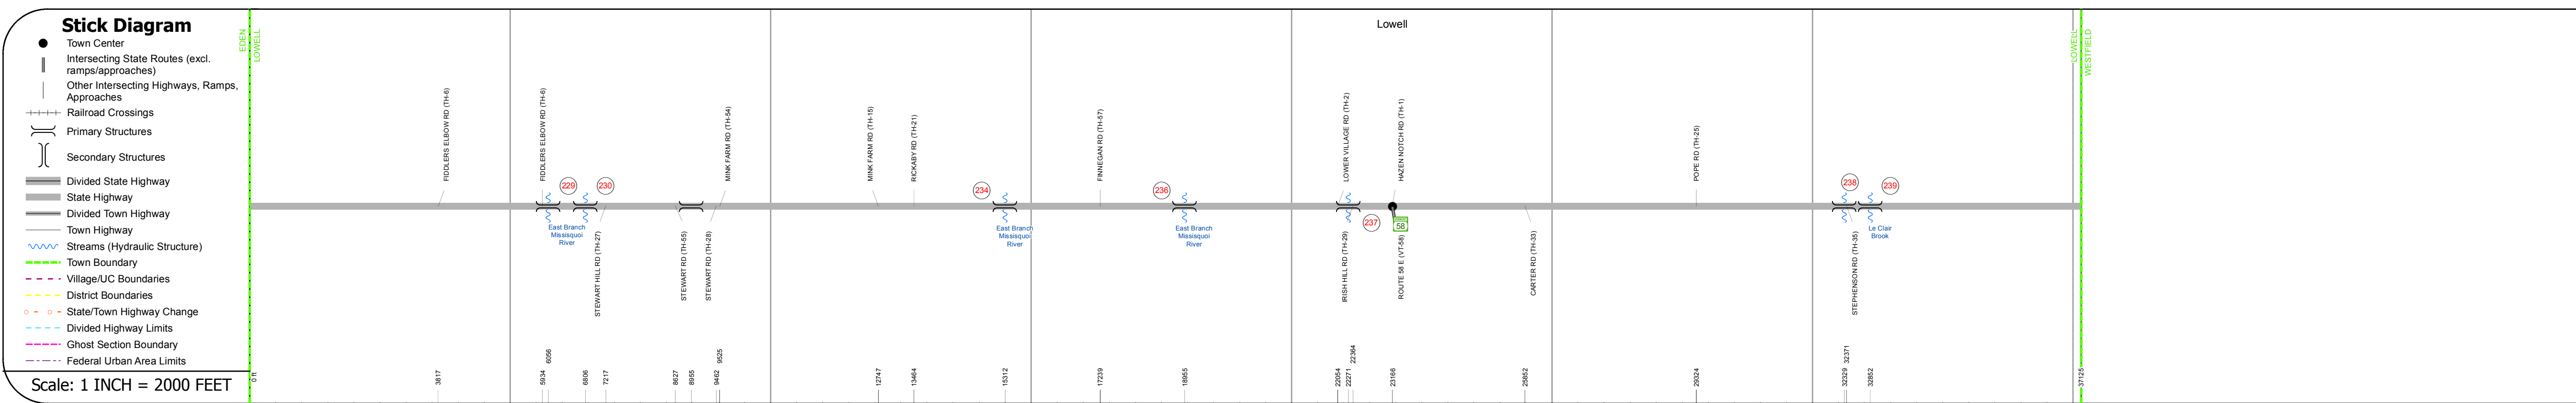 Stick Diagram
Town Center
Intersecting State Routes (excl.
ramps/approaches)
Other Intersecting Highways, Ramps,
Approaches
Railroad Crossings
Primary Structures
Secondary Structures
Divided State Highway
State Highway
Divided Town Highway
Town Highway
Streams (Hydraulic Structure)
Town Boundary
Village/UC Boundaries
District Boundaries
State/Town Highway Change
Divided Highway Limits
Ghost Section Boundary
Federal Urban Area Limits
Scale: 1 INCH = 2000 FEET
EDEN
LOWELL
Lowell
LOWELL
WESTFIELD
FIDDLERS ELBOW RD (TH-6)
FIDDLERS ELBOW RD (TH-6)
MINK FARM RD (TH-54)
MINK FARM RD (TH-15)
RICKABY RD (TH-21)
FINNEGAN RD (TH-57)
LOWER VILLAGE RD (TH-2)
HAZEN NOTCH RD (TH-1)
POPE RD (TH-25)
229
230
234
236
237
238
239
58
East Branch
Missisquoi
River
East Branch
Missisquoi
River
East Branch
Missisquoi
River
Le Clair
Brook
STEWART HILL RD (TH-27)
STEWART RD (TH-55)
STEWART RD (TH-28)
IRISH HILL RD (TH-29)
ROUTE 58 E (VT-58)
CARTER RD (TH-33)
STEPHENSON RD (TH-35)
0 ft
3817
5934
6056
6806
7217
8627
8955
9462
9525
12747
13464
15312
17239
18955
22054
22271
22364
23166
25852
29324
32329
32371
32852
37125